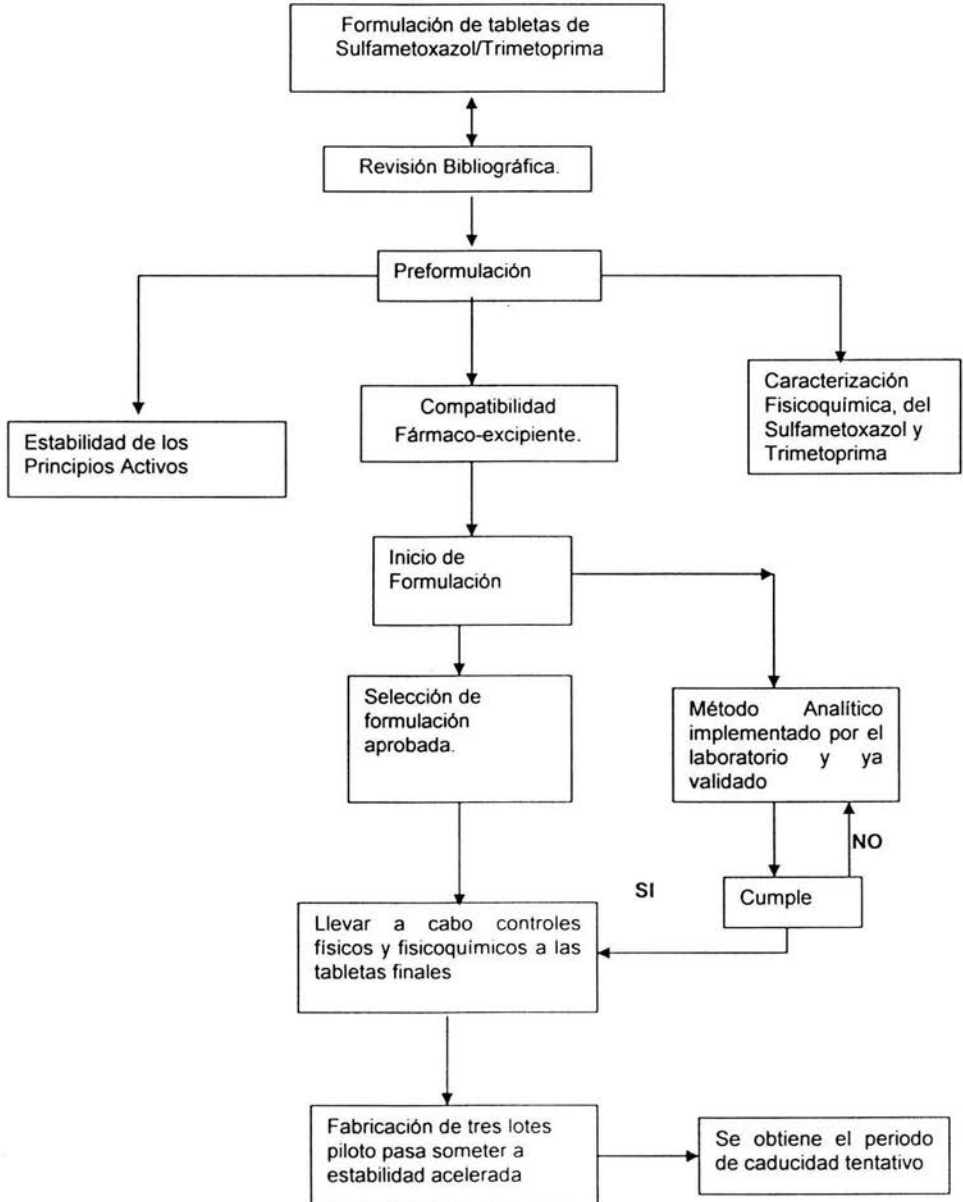 Formulación de tabletas de
Sulfametoxazol/Trimetoprima
Revisión Bibliográfica.
Preformulación
Estabilidad de los
Principios Activos
Compatibilidad
Fármaco-excipiente.
Caracterización
Fisicoquímica, del
Sulfametoxazol y
Trimetoprima
Inicio de
Formulación
Selección de
formulación
aprobada.
Método Analítico
implementado por el
laboratorio y ya
validado
NO
SI
Cumple
Llevar a cabo controles
físicos y fisicoquímicos a las
tabletas finales
Fabricación de tres lotes
piloto pasa someter a
estabilidad acelerada
Se obtiene el periodo
de caducidad tentativo